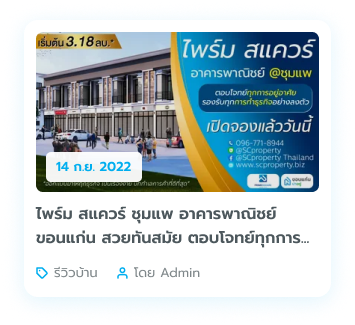 เริ่มต้น 3.18 ลบ.*
ไพร์ม สแควร์
อาคารพาณิชย์ @ชุมแพ
ตอบโจทย์ทุกการอยู่อาศัย
รองรับทุกการทำธุรกิจอย่างลงตัว
เปิดจองแล้ววันนี้
096-771-8944
@SCproperty
SCproperty Thailand
www.scproperty.biz
14 ก.ย. 2022
ไพร์ม สแควร์ ชุมแพ อาคารพาณิชย์
ขอนแก่น สวยทันสมัย ตอบโจทย์ทุกการ...
รีวิวบ้าน
โดย Admin